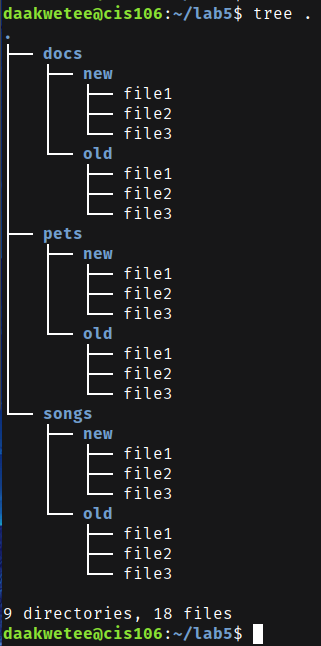 daakwetee@cis106:~/lab5$ tree .
.
├── docs
│   ├── new
│   │   ├── file1
│   │   ├── file2
│   │   └── file3
│   └── old
│       ├── file1
│       ├── file2
│       └── file3
├── pets
│   ├── new
│   │   ├── file1
│   │   ├── file2
│   │   └── file3
│   └── old
│       ├── file1
│       ├── file2
│       └── file3
└── songs
    ├── new
    │   ├── file1
    │   ├── file2
    │   └── file3
    └── old
        ├── file1
        ├── file2
        └── file3
9 directories, 18 files
daakwetee@cis106:~/lab5$